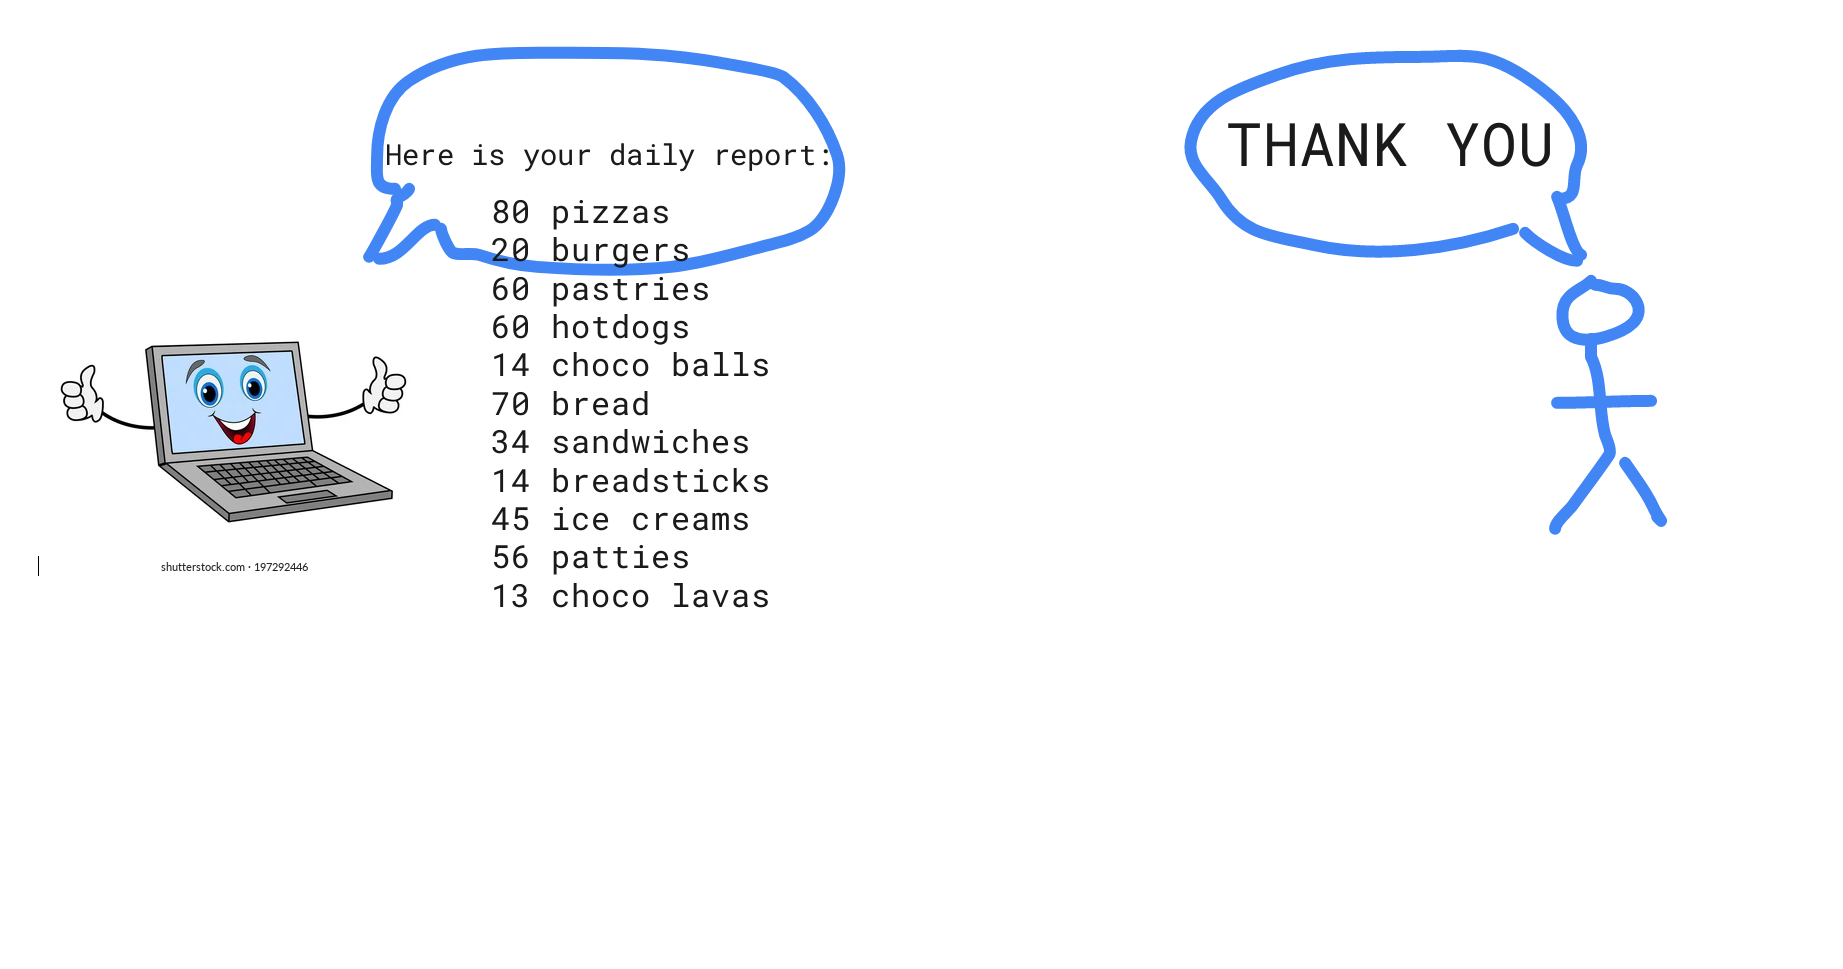 Here is your daily report:
80 pizzas
20 burgers
60 pastries
60 hotdogs
14 choco balls
70 bread
34 sandwiches
14 breadsticks
45 ice creams
56 patties
13 choco lavas
shutterstock.com · 197292446
THANK YOU